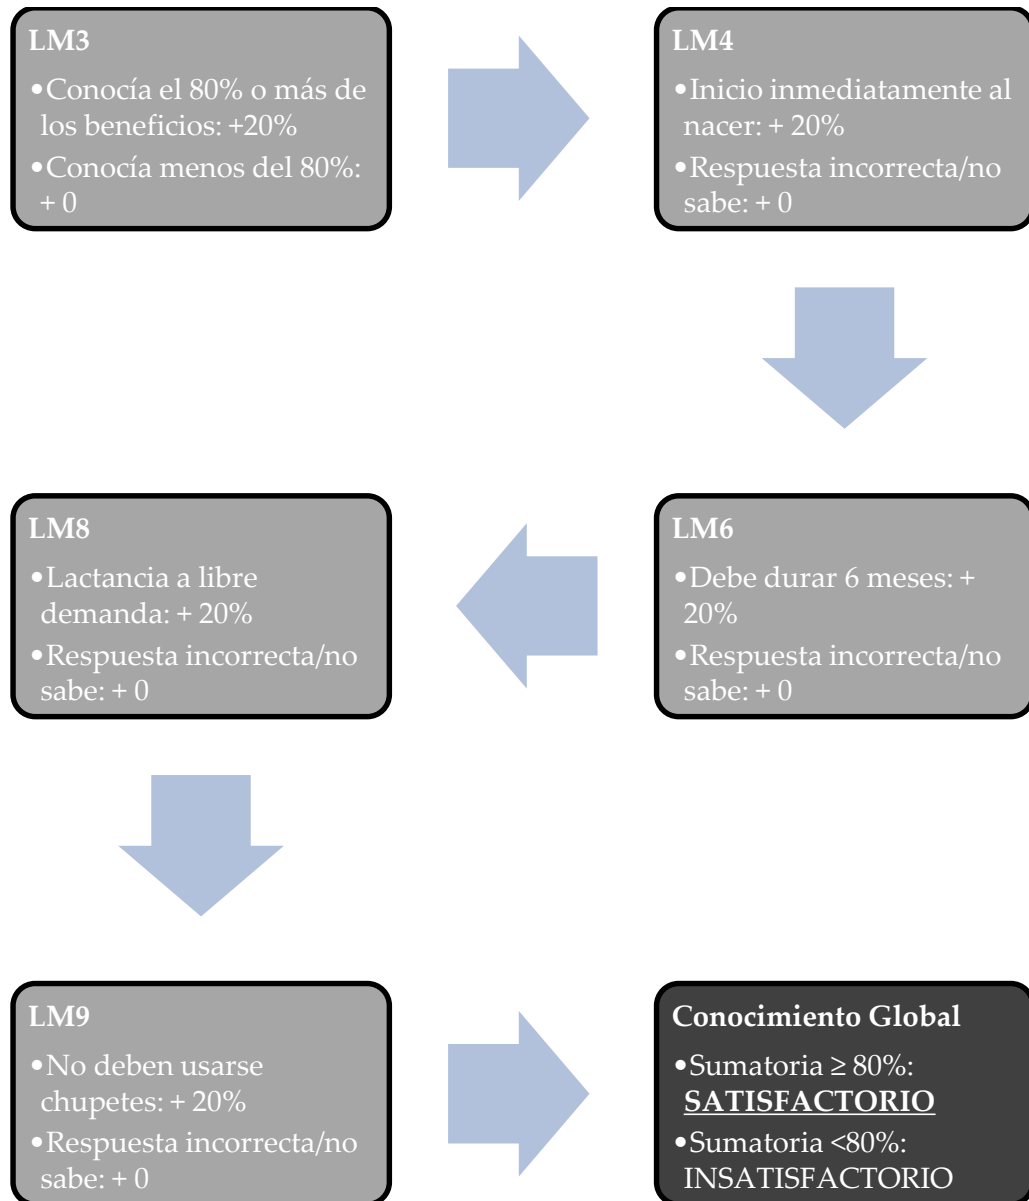 LM3
•Conocía el 80% o más de
los beneficios: +20%
•Conocía menos del 80%:
+ 0
LM4
•Inicio inmediatamente al
nacer: + 20%
•Respuesta incorrecta/no
sabe: + 0
LM6
•Debe durar 6 meses: +
20%
•Respuesta incorrecta/no
sabe: + 0
LM8
•Lactancia a libre
demanda: + 20%
•Respuesta incorrecta/no
sabe: + 0
LM9
•No deben usarse
chupetes: + 20%
•Respuesta incorrecta/no
sabe: + 0
Conocimiento Global
•Sumatoria ≥ 80%:
SATISFACTORIO
•Sumatoria <80%:
INSATISFACTORIO